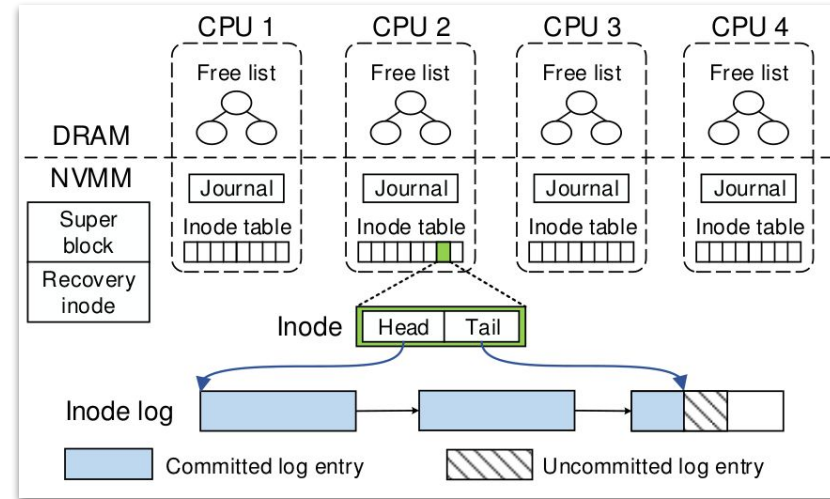 CPU 1 CPU 2 CPU 3 CPU 4
Free list Free list Free list Free list
DRAM
NVMM
Journal Journal Journal Journal
Super
block
Inode table Inode table Inode table Inode table
Recovery
inode
Inode Head Tail
Inode log
Committed log entry Uncommitted log entry